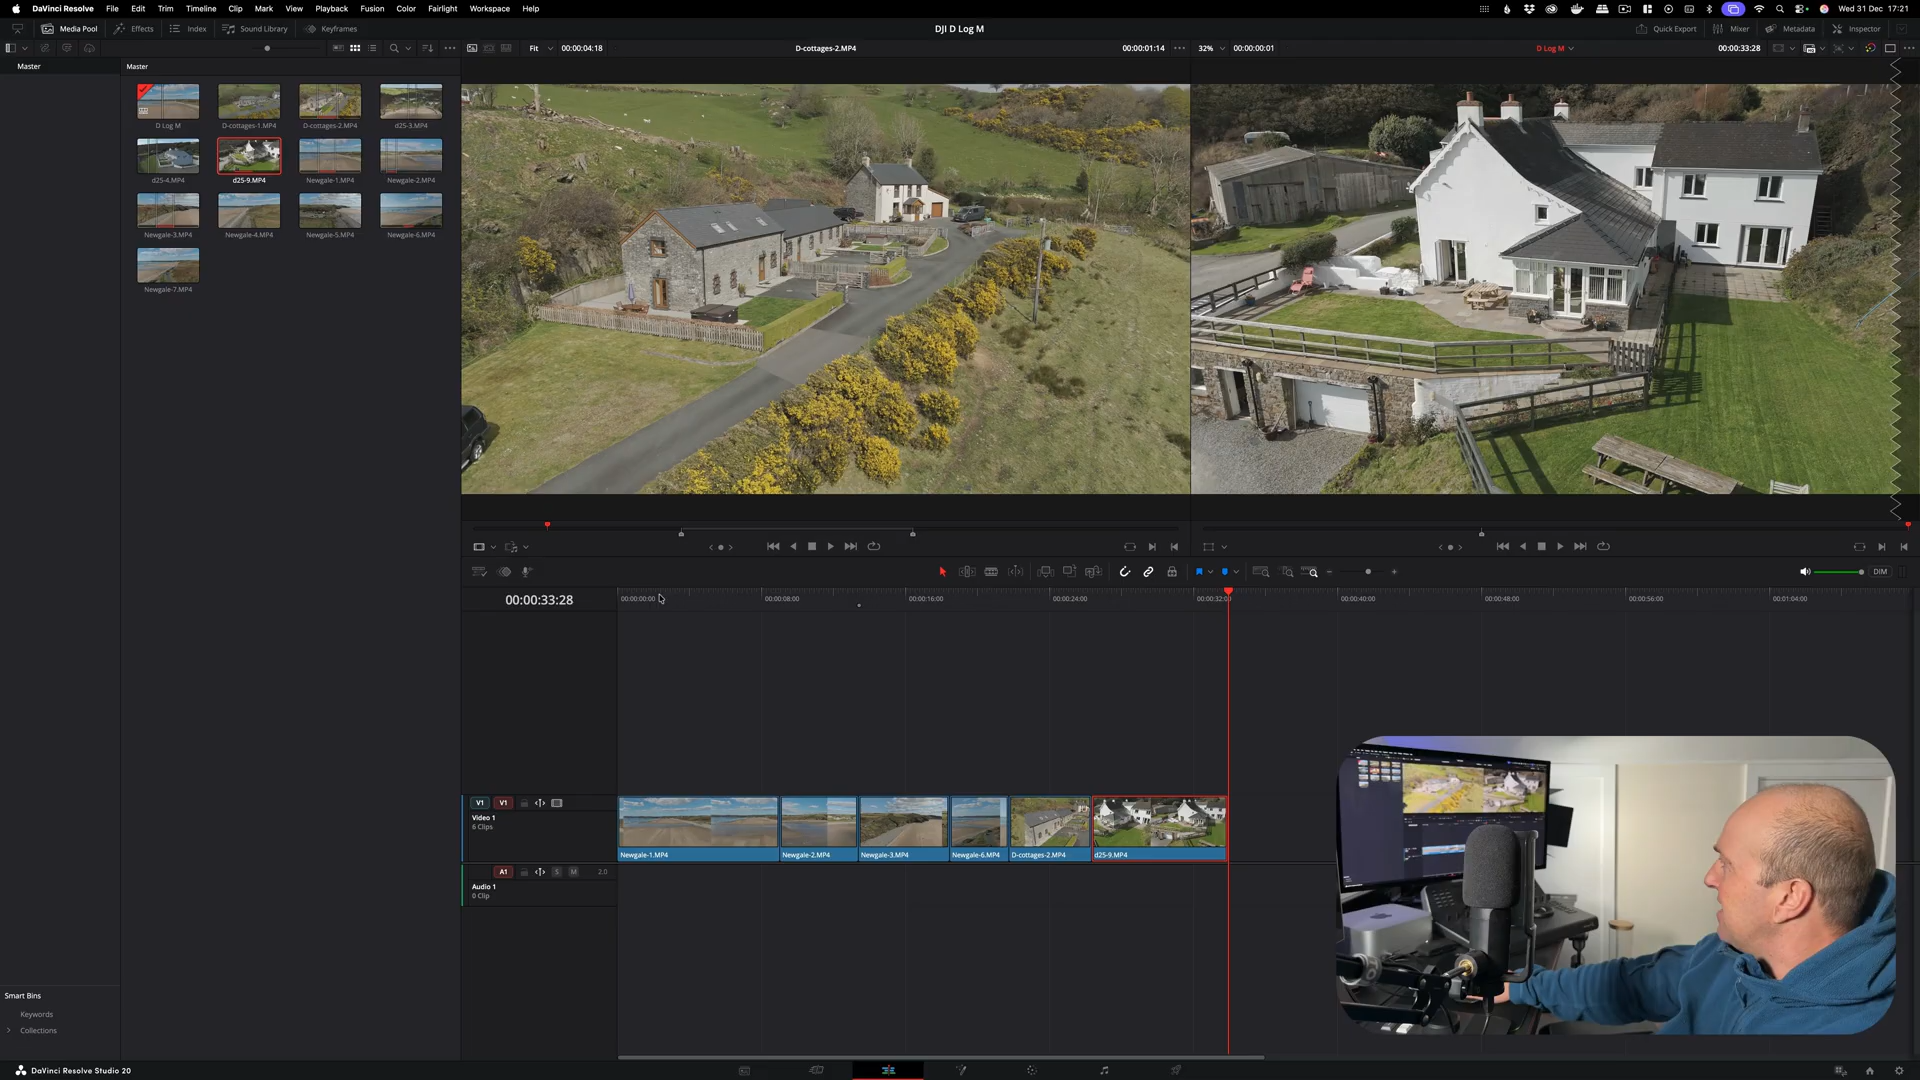 DaVinci Resolve File Edit Trim Timeline Clip Mark View Playback Fusion Color Fairlight Workspace Help Wed 31 Dec 17:21
Media Pool Effects Index Sound Library Keyframes DJI D Log M Quick Export Mixer Metadata Inspector
Fit 00:00:04:18 D-cottages-2.MP4 00:00:01:14 32% 00:00:00:01 D Log M 00:00:33:28
Master Master
D Log M D-cottages-1.MP4 D-cottages-2.MP4 d25-3.MP4
d25-4.MP4 d25-9.MP4 Newgale-1.MP4 Newgale-2.MP4
Newgale-3.MP4 Newgale-4.MP4 Newgale-5.MP4 Newgale-6.MP4
Newgale-7.MP4
DIM
00:00:33:28 00:00:00:00 00:00:08:00 00:00:16:00 00:00:24:00 00:00:32:00 00:00:40:00 00:00:48:00 00:00:56:00 00:01:04:00
V1 V1
Video 1
6 Clips
Newgale-1.MP4 Newgale-2.MP4 Newgale-3.MP4 Newgale-6.MP4 D-cottages-2.MP4 d25-9.MP4
A1 S M 2.0
Audio 1
0 Clip
Smart Bins
Keywords
Collections
DaVinci Resolve Studio 20